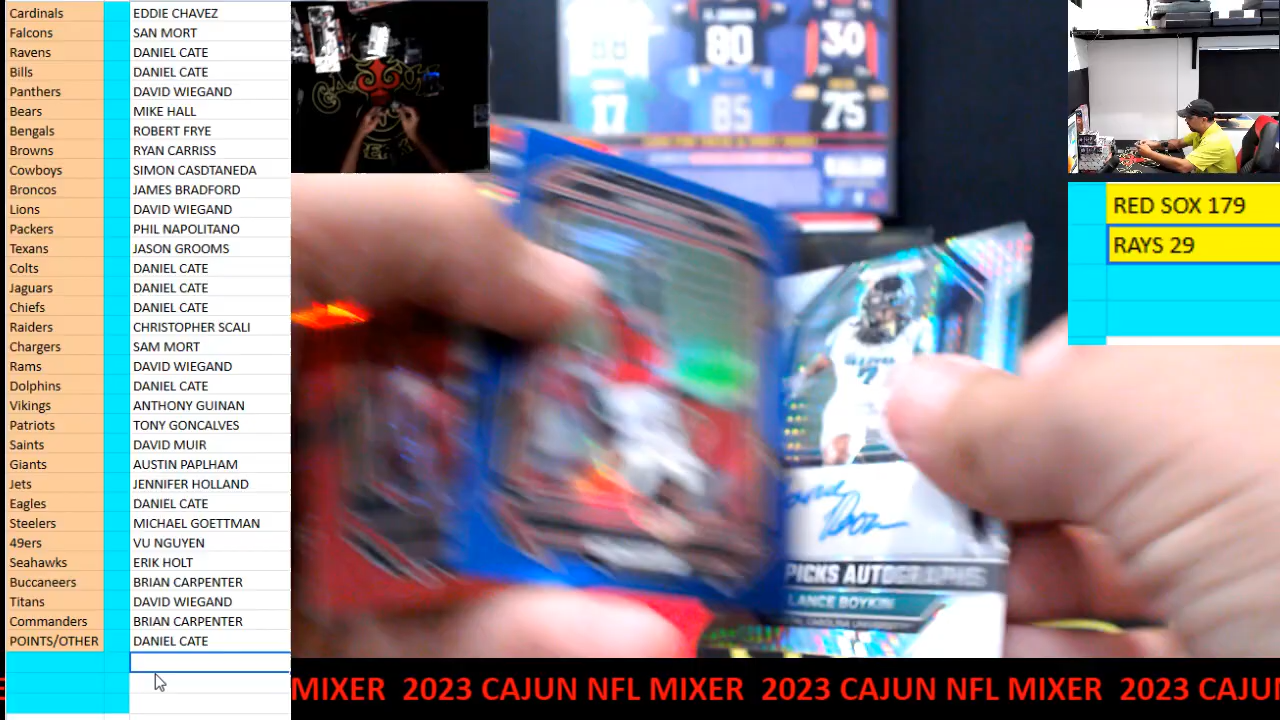 Cardinals EDDIE CHAVEZ
Falcons SAN MORT
Ravens DANIEL CATE
Bills DANIEL CATE
Panthers DAVID WIEGAND
Bears MIKE HALL
Bengals ROBERT FRYE
Browns RYAN CARRISS
Cowboys SIMON CASDTANEDA
Broncos JAMES BRADFORD
Lions DAVID WIEGAND
Packers PHIL NAPOLITANO
Texans JASON GROOMS
Colts DANIEL CATE
Jaguars DANIEL CATE
Chiefs DANIEL CATE
Raiders CHRISTOPHER SCALI
Chargers SAM MORT
Rams DAVID WIEGAND
Dolphins DANIEL CATE
Vikings ANTHONY GUINAN
Patriots TONY GONCALVES
Saints DAVID MUIR
Giants AUSTIN PAPLHAM
Jets JENNIFER HOLLAND
Eagles DANIEL CATE
Steelers MICHAEL GOETTMAN
49ers VU NGUYEN
Seahawks ERIK HOLT
Buccaneers BRIAN CARPENTER
Titans DAVID WIEGAND
Commanders BRIAN CARPENTER
POINTS/OTHER DANIEL CATE
80
30
17
85
75
RED SOX 179
RAYS 29
7
PICKS AUTOGRAPHS
LANCE BOYKIN
MIXER 2023 CAJUN NFL MIXER 2023 CAJUN NFL MIXER 2023 CAJU